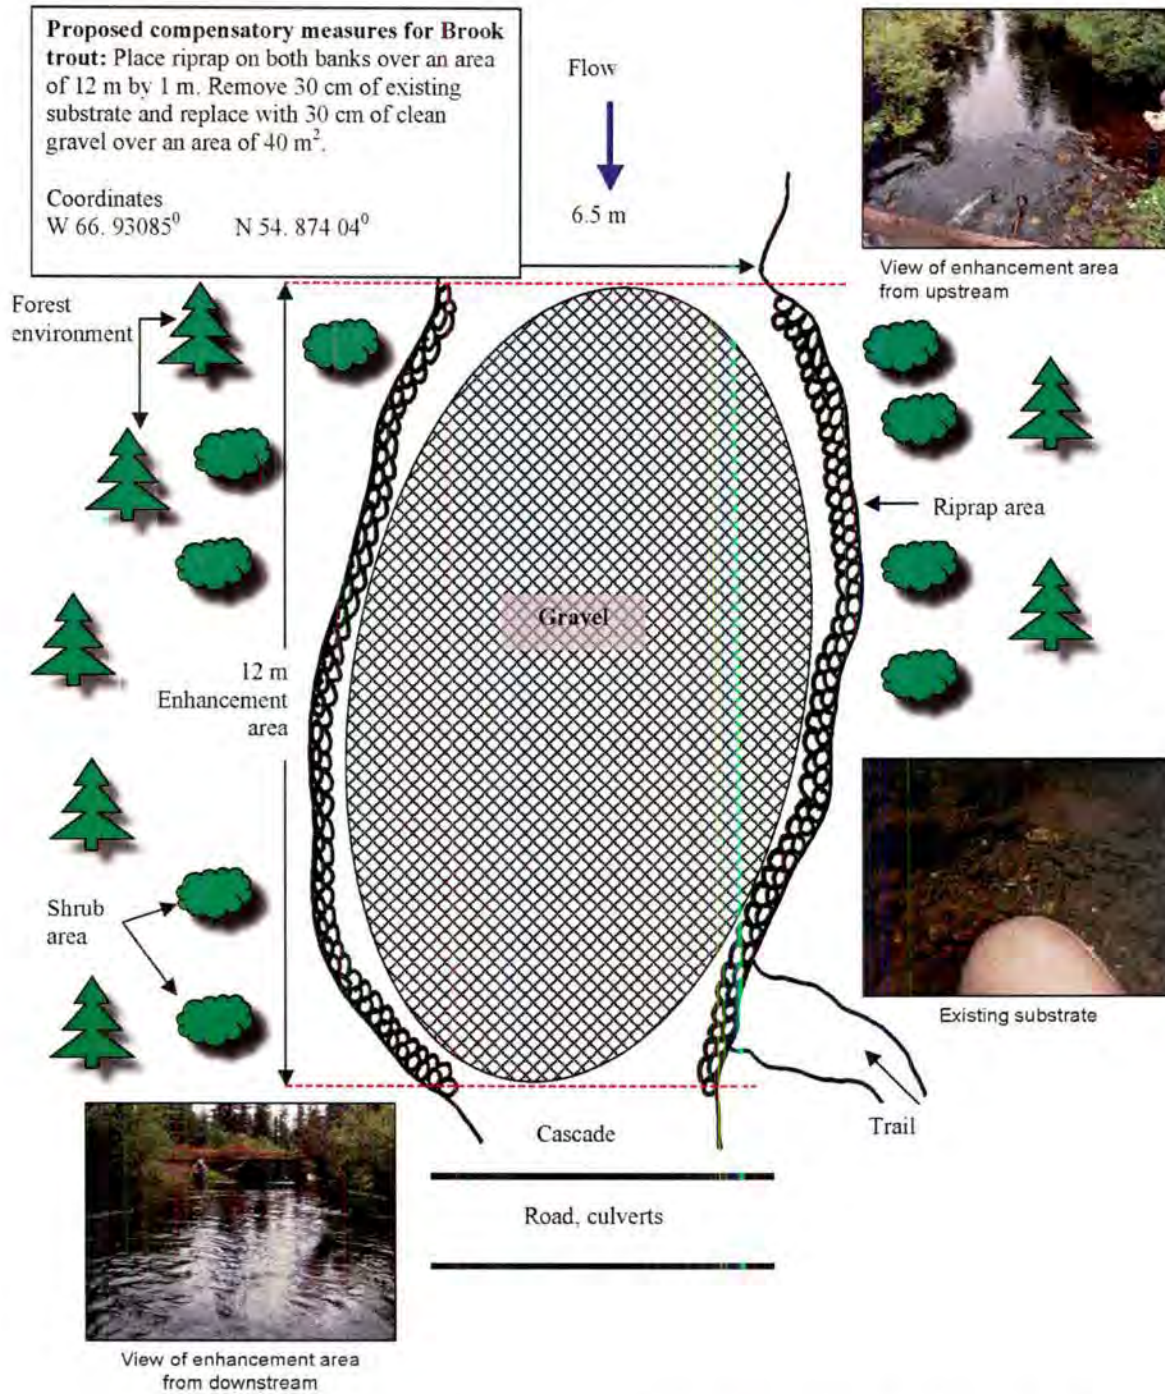 Proposed compensatory measures for Brook
trout: Place riprap on both banks over an area
of 12 m by 1 m. Remove 30 cm of existing
substrate and replace with 30 cm of clean
gravel over an area of 40 m².
Coordinates
W 66. 93085⁰ N 54. 874 04⁰
Flow
6.5 m
View of enhancement area
from upstream
Forest
environment
Riprap area
Gravel
12 m
Enhancement
area
Shrub
area
Existing substrate
Trail
Cascade
Road, culverts
View of enhancement area
from downstream